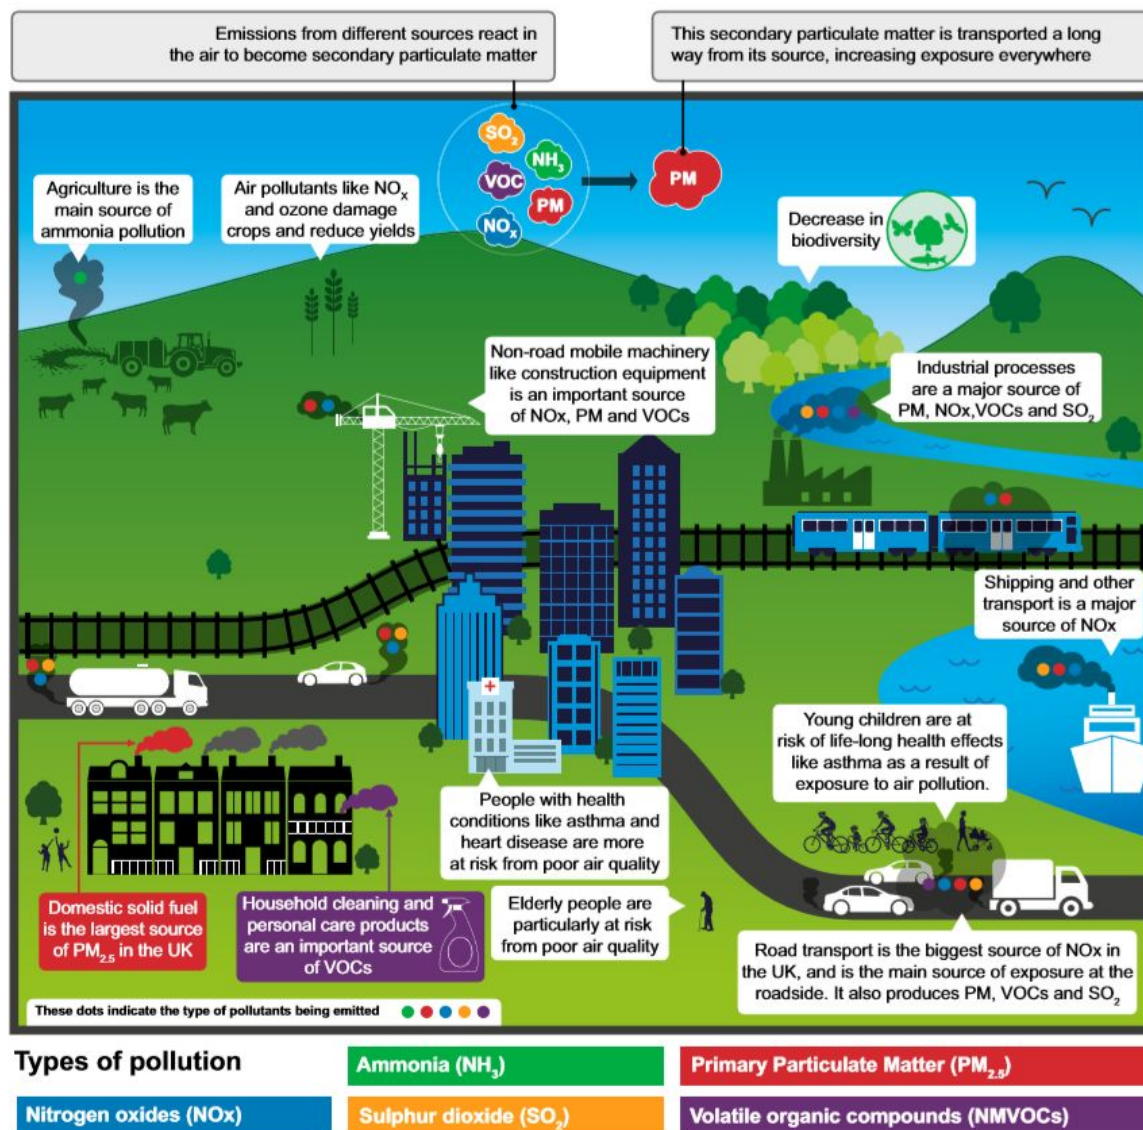 Emissions from different sources react in
the air to become secondary particulate matter
This secondary particulate matter is transported a long
way from its source, increasing exposure everywhere
SO₂
NH₃
VOC
PM
NOₓ
PM
Agriculture is the
main source of
ammonia pollution
Air pollutants like NOₓ
and ozone damage
crops and reduce yields
Decrease in
biodiversity
Non-road mobile machinery
like construction equipment
is an important source
of NOx, PM and VOCs
Industrial processes
are a major source of
PM, NOx,VOCs and SO₂
Shipping and other
transport is a major
source of NOx
Young children are at
risk of life-long health effects
like asthma as a result of
exposure to air pollution.
People with health
conditions like asthma and
heart disease are more
at risk from poor air quality
Domestic solid fuel
is the largest source
of PM₂.₅ in the UK
Household cleaning and
personal care products
are an important source
of VOCs
Elderly people are
particularly at risk
from poor air quality
Road transport is the biggest source of NOx in
the UK, and is the main source of exposure at the
roadside. It also produces PM, VOCs and SO₂
These dots indicate the type of pollutants being emitted
Types of pollution
Ammonia (NH₃)
Primary Particulate Matter (PM₂.₅)
Nitrogen oxides (NOx)
Sulphur dioxide (SO₂)
Volatile organic compounds (NMVOCs)